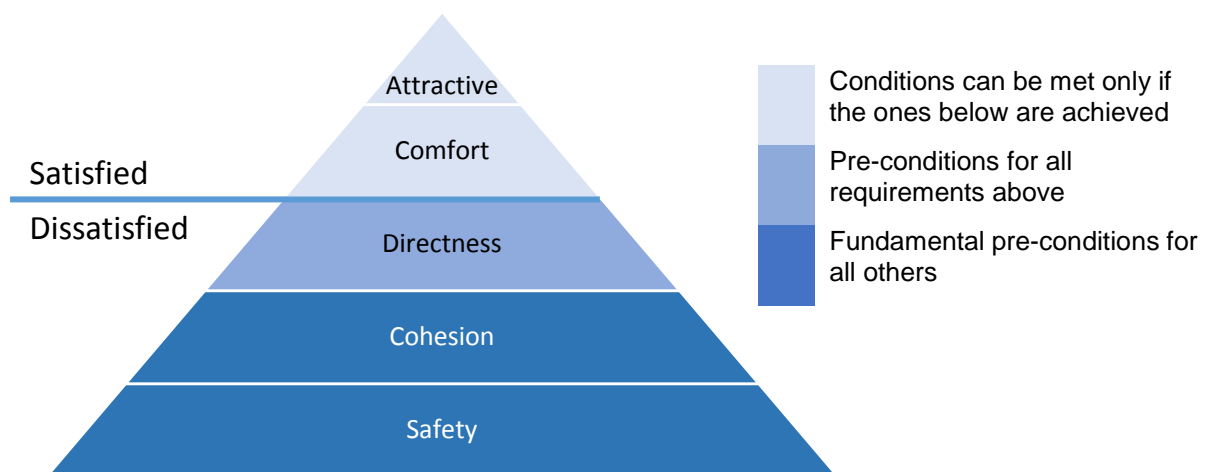 Attractive
Comfort
Satisfied
Dissatisfied
Directness
Cohesion
Safety
Conditions can be met only if
the ones below are achieved
Pre-conditions for all
requirements above
Fundamental pre-conditions for
all others